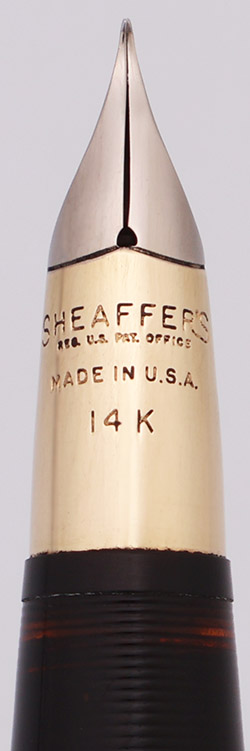 SHEAFFER'S
REG. U.S. PAT. OFFICE
MADE IN U.S.A.
14 K